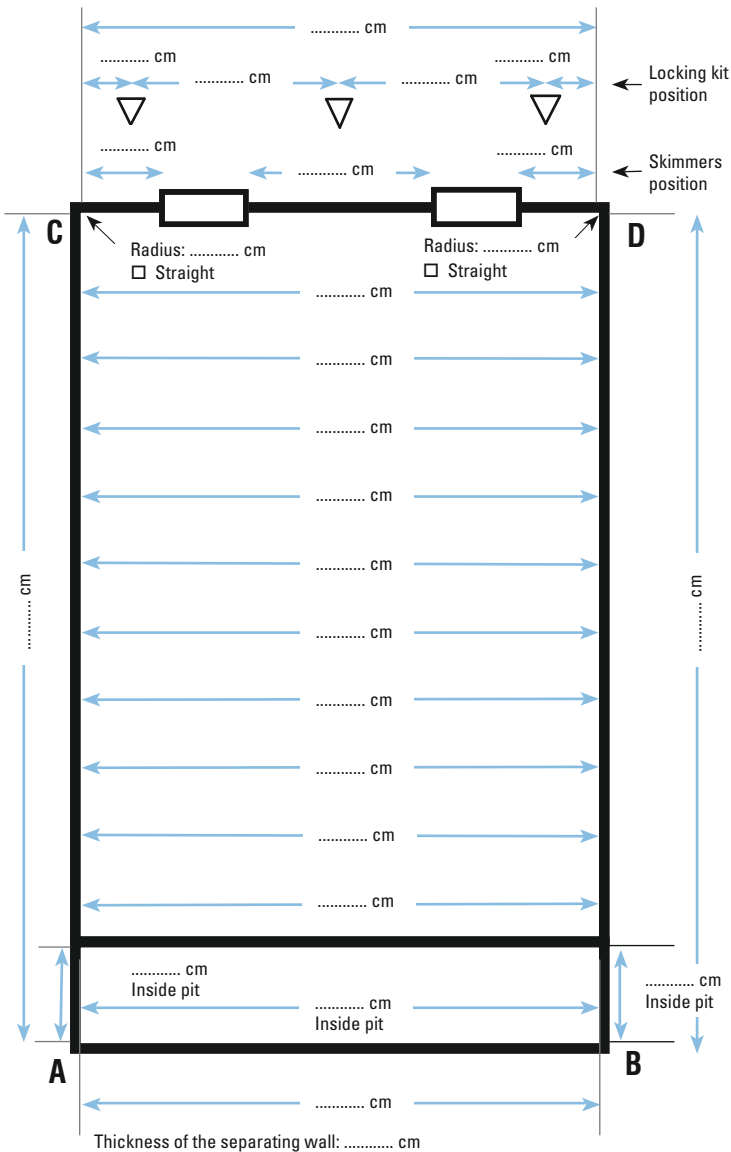 ............ cm
............ cm
............ cm
............ cm
............ cm
Locking kit
position
............ cm
............ cm
............ cm
Skimmers
position
C
D
Radius: ............ cm
☐ Straight
Radius: ............ cm
☐ Straight
............ cm
............ cm
............ cm
............ cm
............ cm
............ cm
............ cm
............ cm
............ cm
............ cm
............ cm
............ cm
............ cm
Inside pit
............ cm
Inside pit
............ cm
Inside pit
A
B
............ cm
Thickness of the separating wall: ............ cm